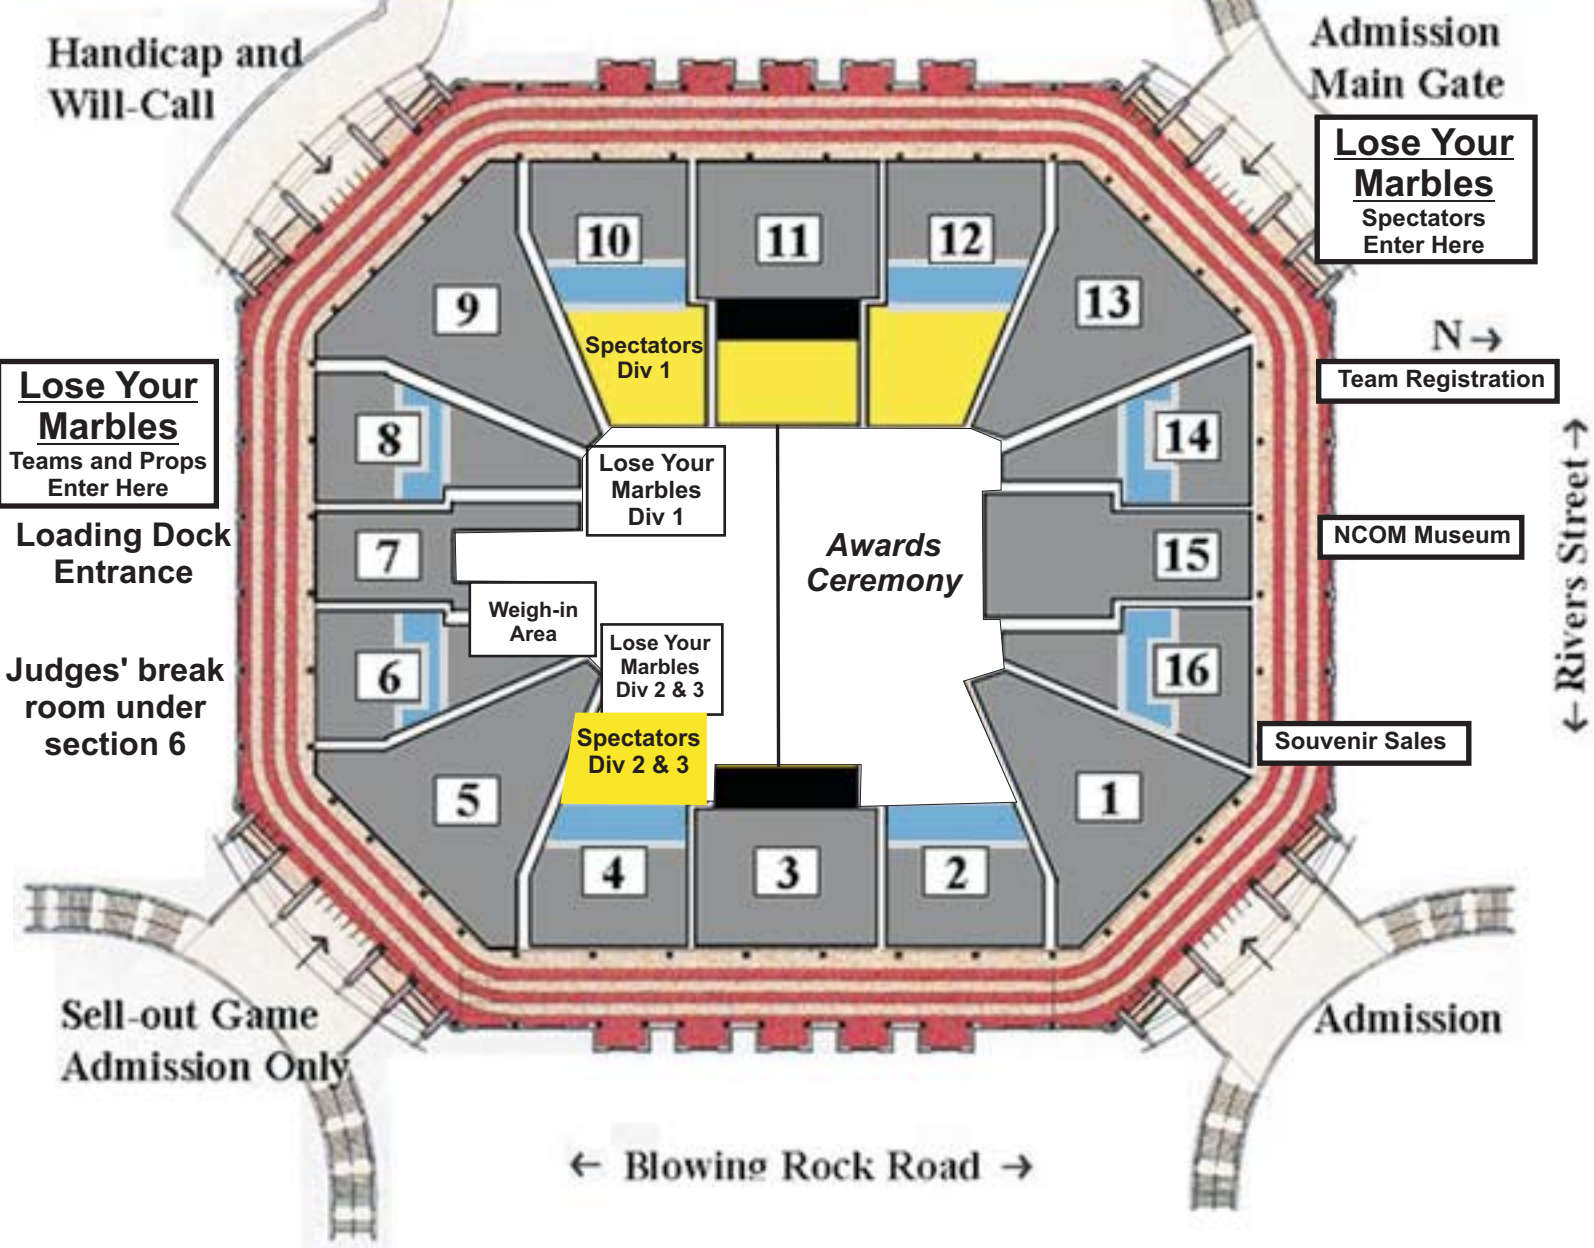 Handicap and
Will-Call
Admission
Main Gate
Lose Your
Marbles
Spectators
Enter Here
10
11
12
9
13
N →
Team Registration
Spectators
Div 1
Lose Your
Marbles
Teams and Props
Enter Here
8
14
Lose Your
Marbles
Div 1
Loading Dock
Entrance
7
Awards
Ceremony
15
NCOM Museum
← Rivers Street →
Weigh-in
Area
Judges' break
room under
section 6
6
Lose Your
Marbles
Div 2 & 3
16
Spectators
Div 2 & 3
Souvenir Sales
5
1
4
3
2
Sell-out Game
Admission Only
Admission
← Blowing Rock Road →